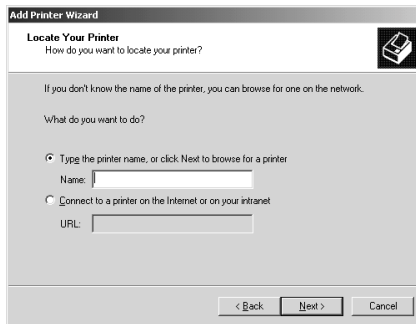 Add Printer Wizard
Locate Your Printer
How do you want to locate your printer?
If you don't know the name of the printer, you can browse for one on the network.
What do you want to do?
Type the printer name, or click Next to browse for a printer
Name:
Connect to a printer on the Internet or on your intranet
URL:
< Back Next > Cancel